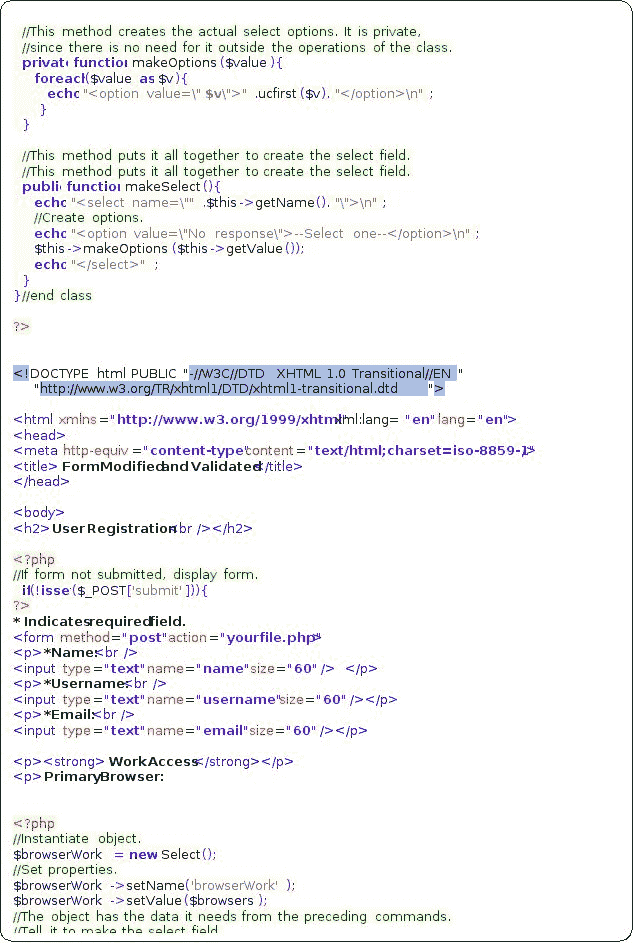 //This method creates the actual select options. It is private,
//since there is no need for it outside the operations of the class.
private function makeOptions ($value ){
foreach($value as $v){
echo "<option value=\" $v\">" .ucfirst ($v). "</option>\n" ;
}
}
//This method puts it all together to create the select field.
//This method puts it all together to create the select field.
public function makeSelect(){
echo "<select name=\"" .$this->getName(). "\">\n" ;
//Create options.
echo "<option value=\"No response\">--Select one--</option>\n" ;
$this->makeOptions ($this->getValue());
echo "</select>" ;
}
}//end class
?>
<!DOCTYPE html PUBLIC "-//W3C//DTD XHTML 1.0 Transitional//EN "
"http://www.w3.org/TR/xhtml1/DTD/xhtml1-transitional.dtd ">
<html xmlns="http://www.w3.org/1999/xhtml" xml:lang= "en" lang="en">
<head>
<meta http-equiv ="content-type" content="text/html;charset=iso-8859-1" />
<title> Form Modified and Validated </title>
</head>
<body>
<h2> User Registration <br /></h2>
<?php
//If form not submitted, display form.
if(!isset($_POST['submit' ])){
?>
* Indicates required field.
<form method="post" action="yourfile.php">
<p> *Name:<br />
<input type="text" name="name" size="60" /> </p>
<p> *Username:<br />
<input type="text" name="username" size="60" /></p>
<p> *Email:<br />
<input type="text" name="email" size="60" /></p>
<p><strong> Work Access </strong></p>
<p> Primary Browser:
<?php
//Instantiate object.
$browserWork = new Select();
//Set properties.
$browserWork ->setName('browserWork' );
$browserWork ->setValue($browsers );
//The object has the data it needs from the preceding commands.
//Tell it to make the select field